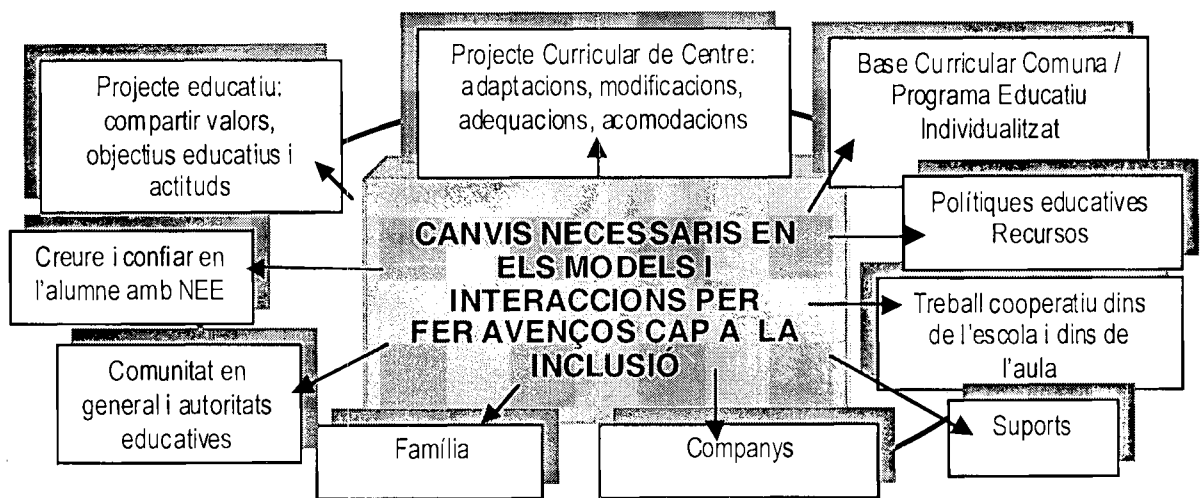 Projecte educatiu:
compartir valors,
objectius educatius i
actituds
Projecte Curricular de Centre:
adaptacions, modificacions,
adequacions, acomodacions
Base Curricular Comuna /
Programa Educatiu
Individualitzat
Polítiques educatives
Recursos
Creure i confiar en
l'alumne amb NEE
CANVIS NECESSARIS EN
ELS MODELS I
INTERACCIONS PER
FER AVENÇOS CAP A LA
INCLUSIÓ
Treball cooperatiu dins
de l'escola i dins de
l'aula
Comunitat en
general i autoritats
educatives
Família
Companys
Suports